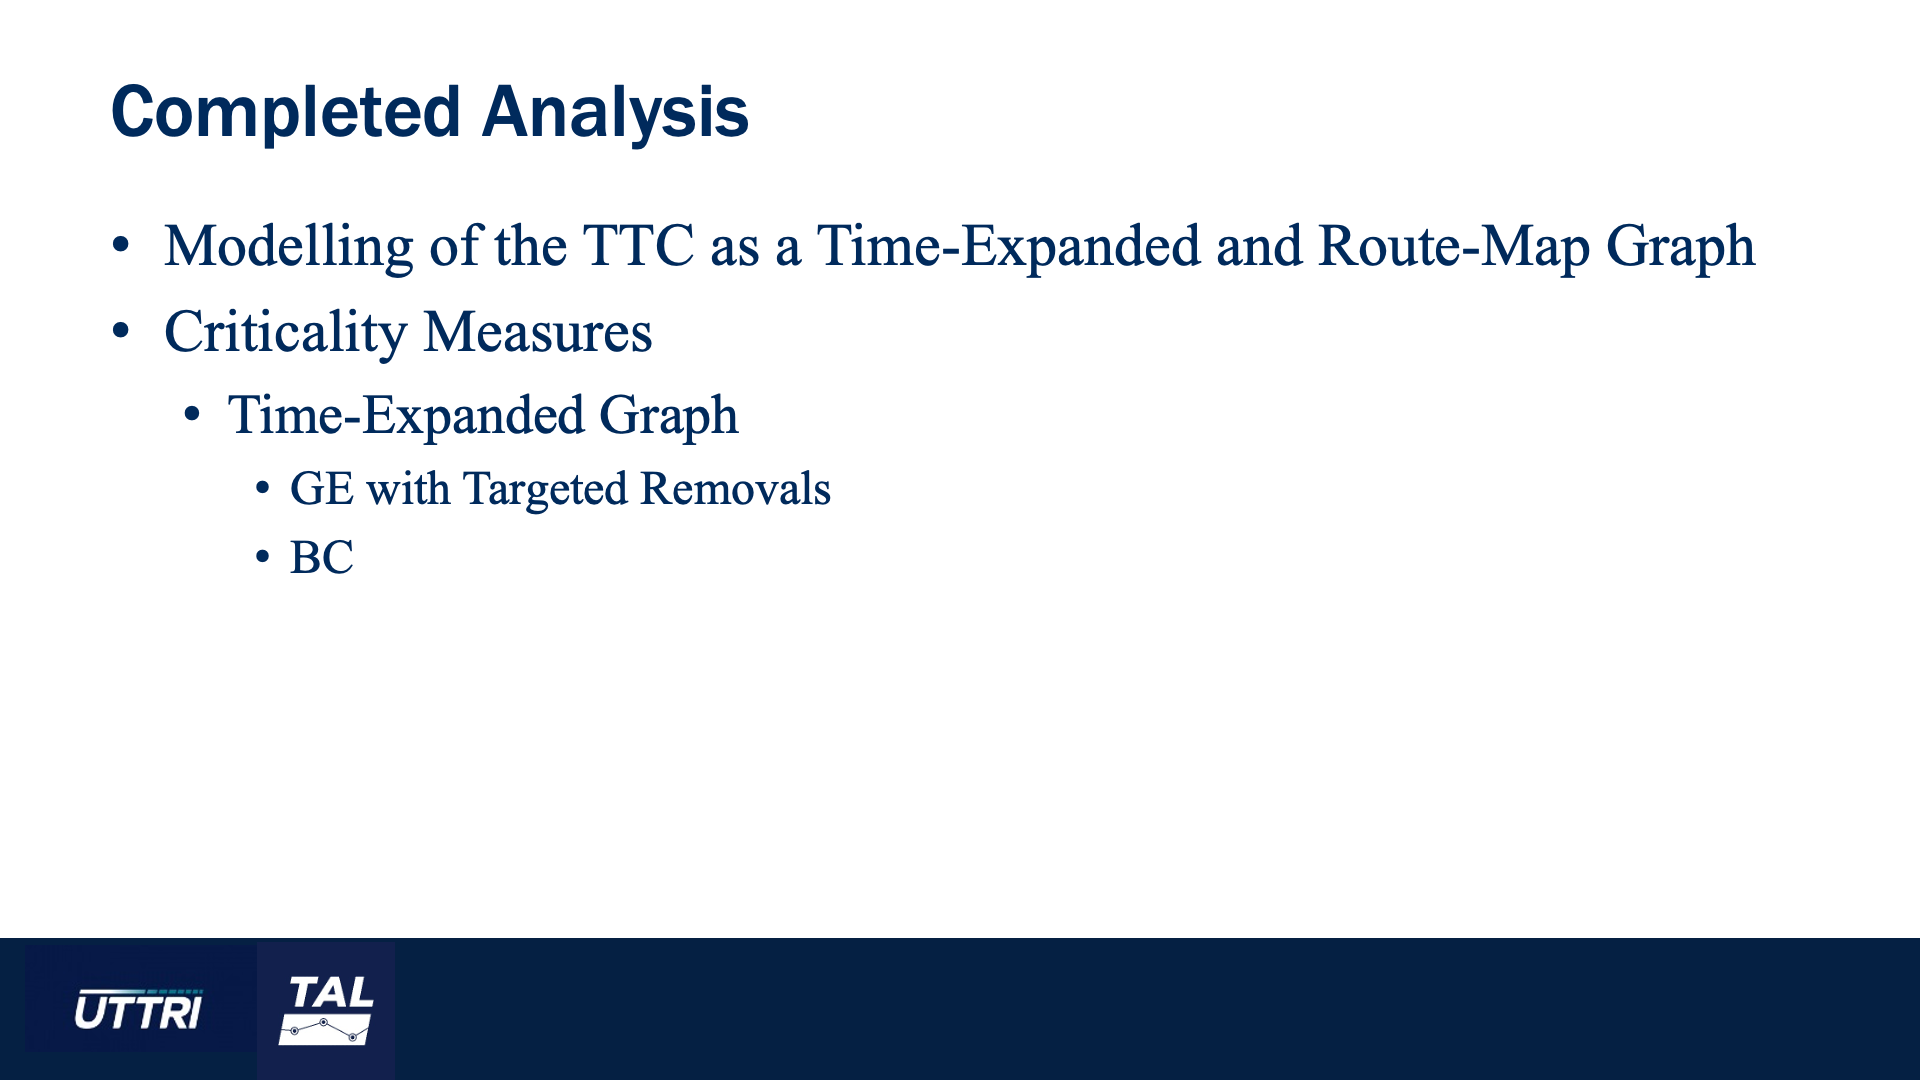 Completed Analysis
• Modelling of the TTC as a Time-Expanded and Route-Map Graph
• Criticality Measures
• Time-Expanded Graph
• GE with Targeted Removals
• BC
UTTRI
TAL